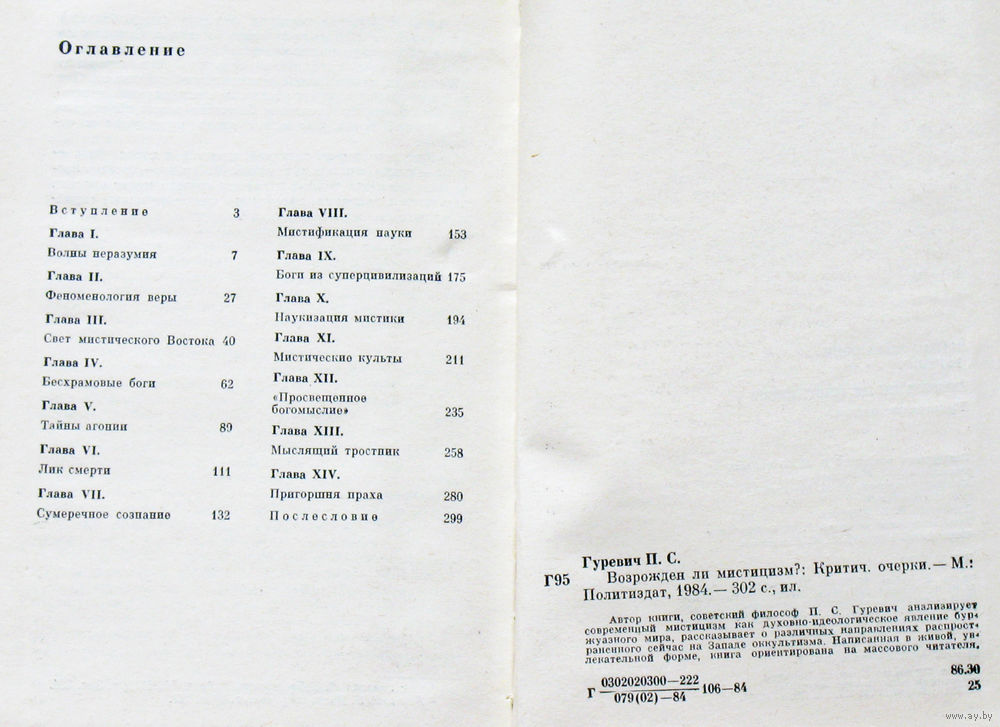 Оглавление
Вступление 3
Глава I.
Волны неразумия 7
Глава II.
Феноменология веры 27
Глава III.
Свет мистического Востока 40
Глава IV.
Бесхрамовые боги 62
Глава V.
Тайны агонии 89
Глава VI.
Лик смерти 111
Глава VII.
Сумеречное сознание 132
Глава VIII.
Мистификация науки 153
Глава IX.
Боги из суперцивилизаций 175
Глава X.
Наукизация мистики 194
Глава XI.
Мистические культы 211
Глава XII.
«Просвещенное
богомыслие» 235
Глава XIII.
Мыслящий тростник 258
Глава XIV.
Пригоршня праха 280
Послесловие 299
Гуревич П. С.
Г95 Возрожден ли мистицизм?: Критич. очерки.— М.:
Политиздат, 1984.— 302 с., ил.
Автор книги, советский философ П. С. Гуревич анализирует
современный мистицизм как духовно-идеологическое явление бур-
жуазного мира, рассказывает о различных направлениях распрост-
раненного сейчас на Западе оккультизма. Написанная в живой, ув-
лекательной форме, книга ориентирована на массового читателя.
0302020300—222
Г 106—84
079(02)—84
86.30
25
www.ay.by